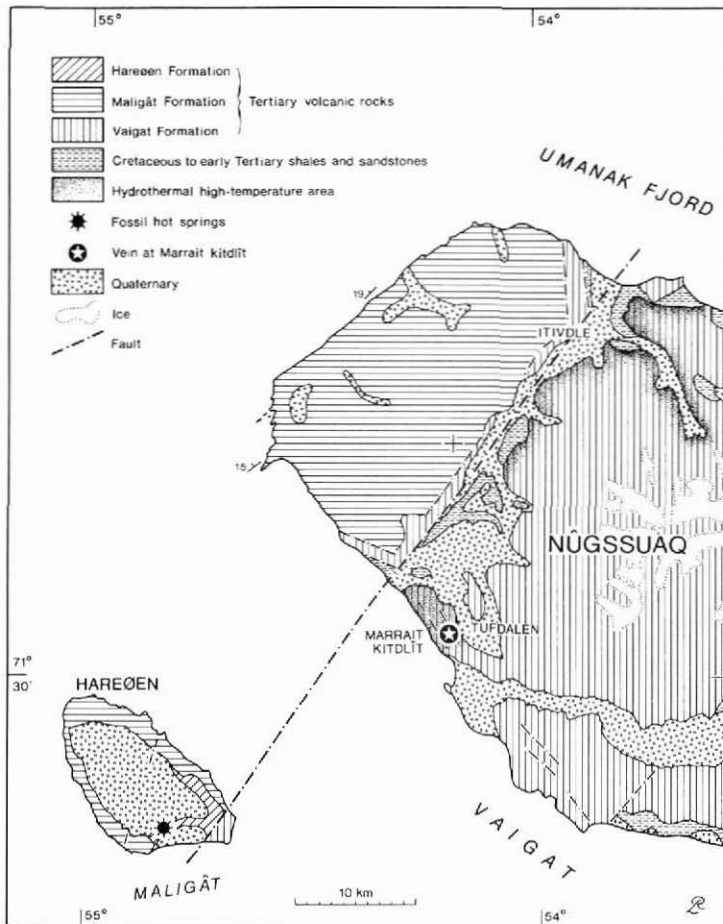 55°
54°
Hareøen Formation
Maligât Formation
Tertiary volcanic rocks
Vaigat Formation
Cretaceous to early Tertiary shales and sandstones
Hydrothermal high-temperature area
Fossil hot springs
Vein at Marrait kitdlît
Quaternary
Ice
Fault
UMANAK FJORD
19
ITIVDLE
15
NÛGSSUAQ
MARRAIT
KITDLÎT
TUFDALEN
71°
30'
HAREØEN
VAIGAT
MALIGÂT
10 km
55°
54°